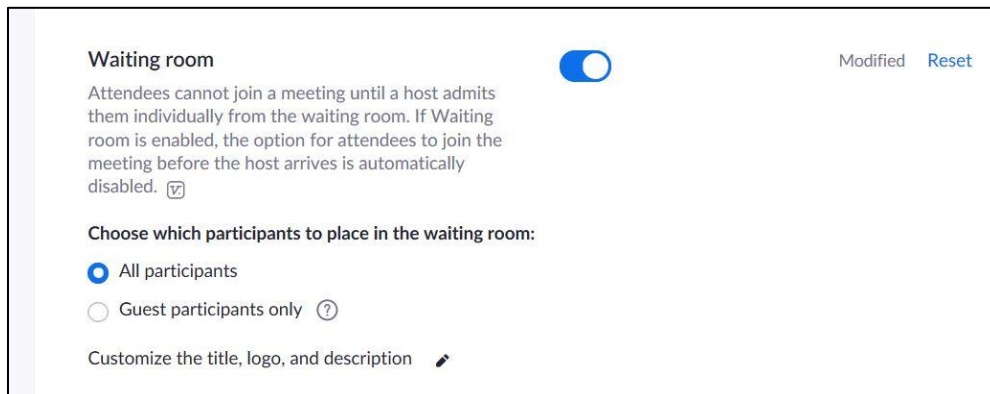 Waiting room
Modified Reset
Attendees cannot join a meeting until a host admits
them individually from the waiting room. If Waiting
room is enabled, the option for attendees to join the
meeting before the host arrives is automatically
disabled.
Choose which participants to place in the waiting room:
All participants
Guest participants only ?
Customize the title, logo, and description